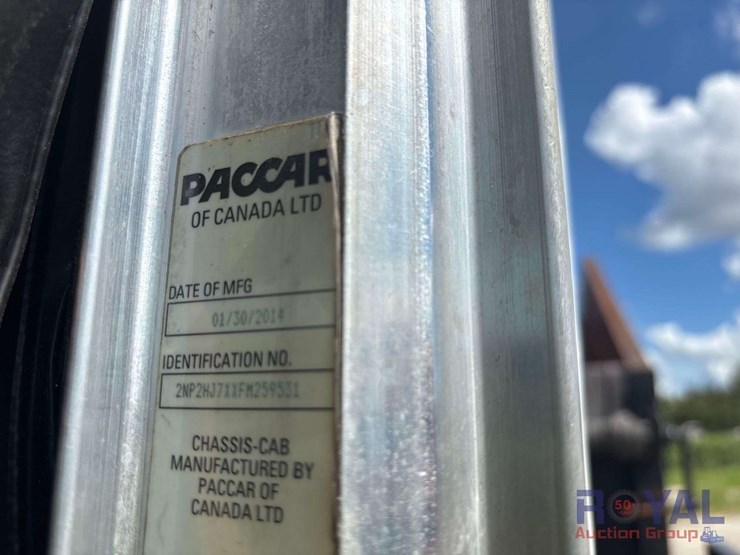 PACCAR
OF CANADA LTD
DATE OF MFG
01/30/2014
IDENTIFICATION NO.
2NP2HJ7XXFM259531
CHASSIS-CAB
MANUFACTURED BY
PACCAR OF
CANADA LTD
ROYAL
50
Auction Group